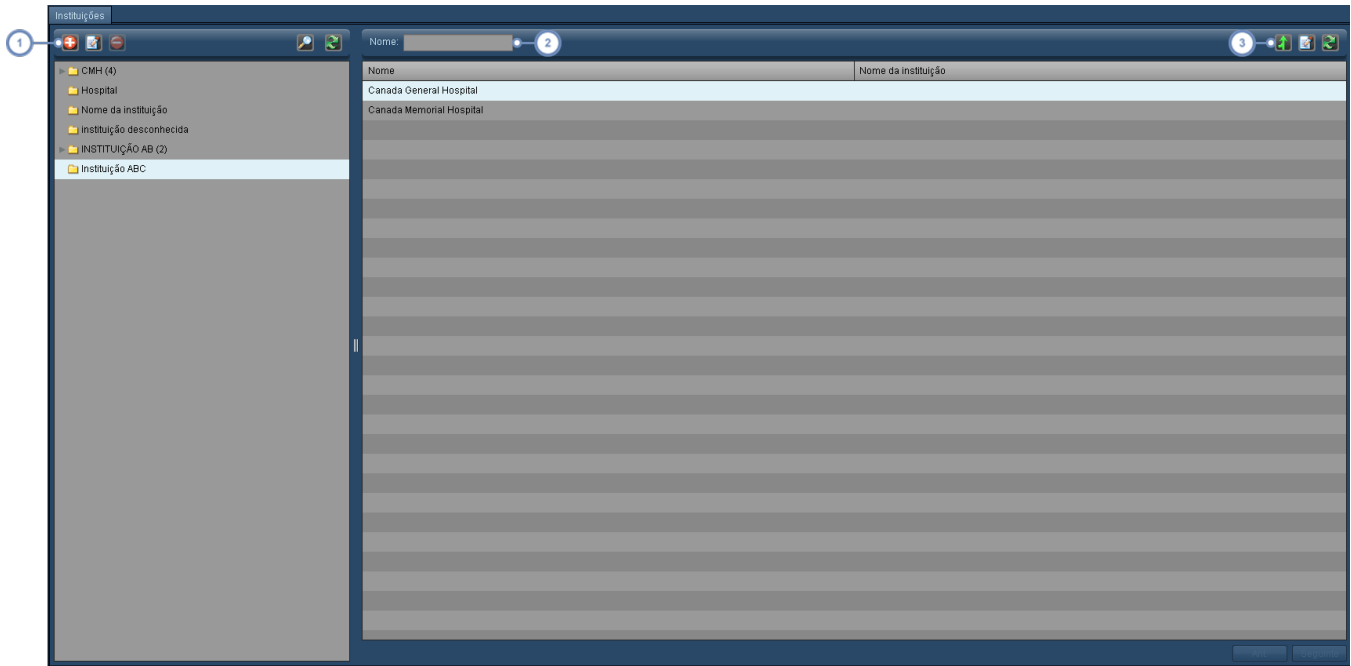 Instituições
1
Nome:
2
3
CMH (4)
Hospital
Nome da instituição
instituição desconhecida
INSTITUIÇÃO AB (2)
Instituição ABC
Nome Nome da instituição
Canada General Hospital
Canada Memorial Hospital